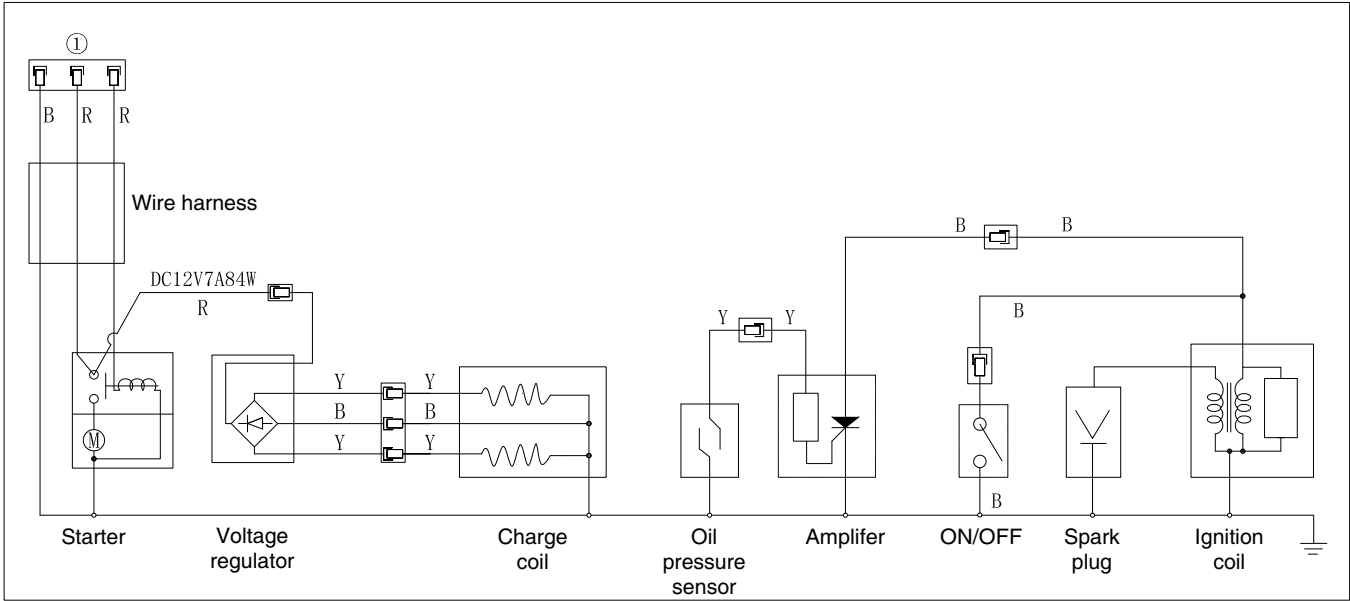 ①
B R R
Wire harness
DC12V7A84W
R
B B
B
Y Y
Y Y
B B
Y Y
M
B
Starter
Voltage
regulator
Charge
coil
Oil
pressure
sensor
Amplifer
ON/OFF
Spark
plug
Ignition
coil